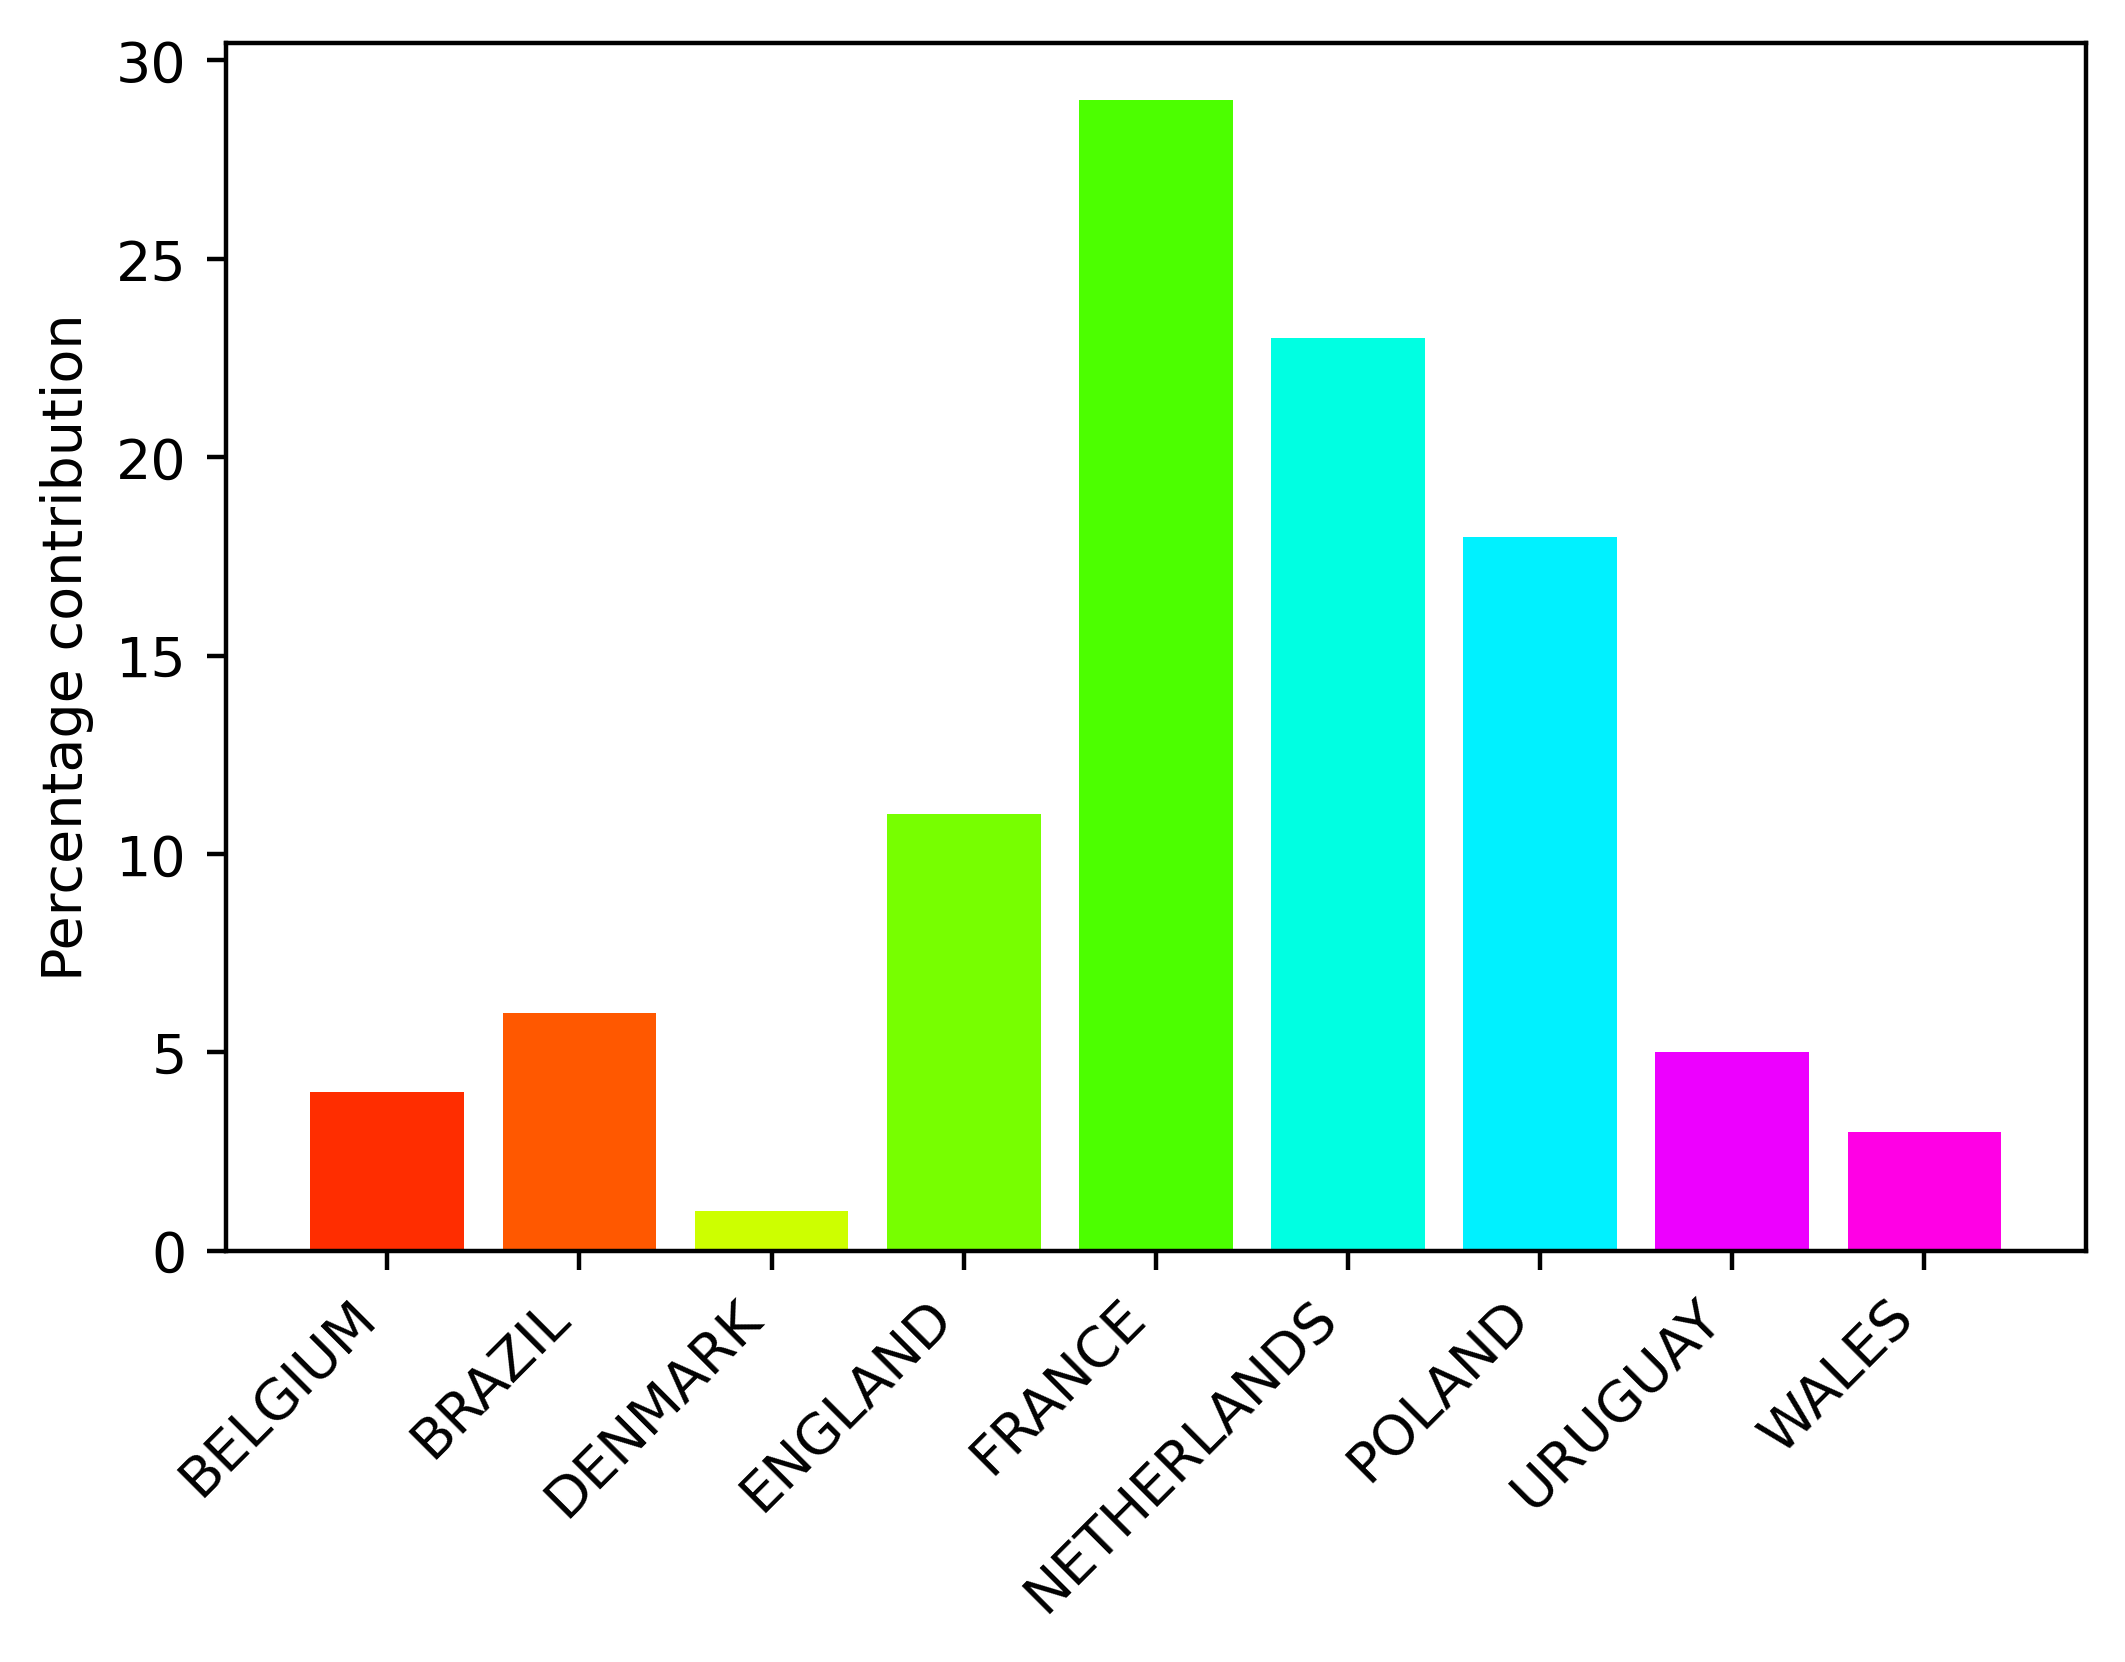 Percentage contribution
30
25
20
15
10
5
0
BELGIUM
BRAZIL
DENMARK
ENGLAND
FRANCE
NETHERLANDS
POLAND
URUGUAY
WALES